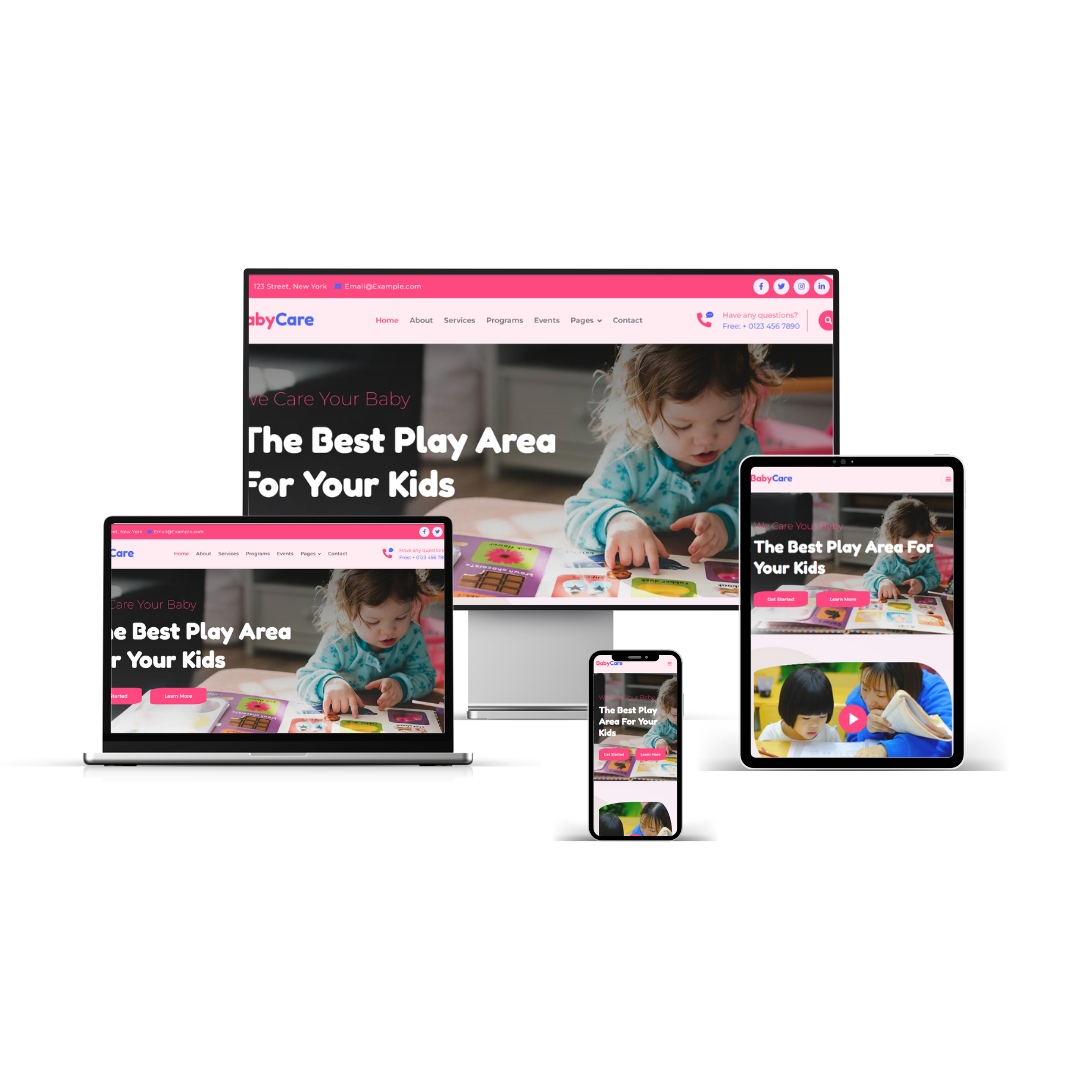 123 Street, New York Email@Example.com
abyCare Home About Services Programs Events Pages Contact Have any questions?
Free: + 0123 456 7890
We Care Your Baby
The Best Play Area
For Your Kids
BabyCare
We Care Your Baby
The Best Play Area For
Your Kids
Get Started Learn More
New York Email@Example.com
Care Home About Services Programs Events Pages Contact Have any question
Free: + 0123 456 78
Care Your Baby
he Best Play Area
r Your Kids
Started Learn More
BabyCare
We Care Your Baby
The Best Play
Area For Your
Kids
Get Started Learn More